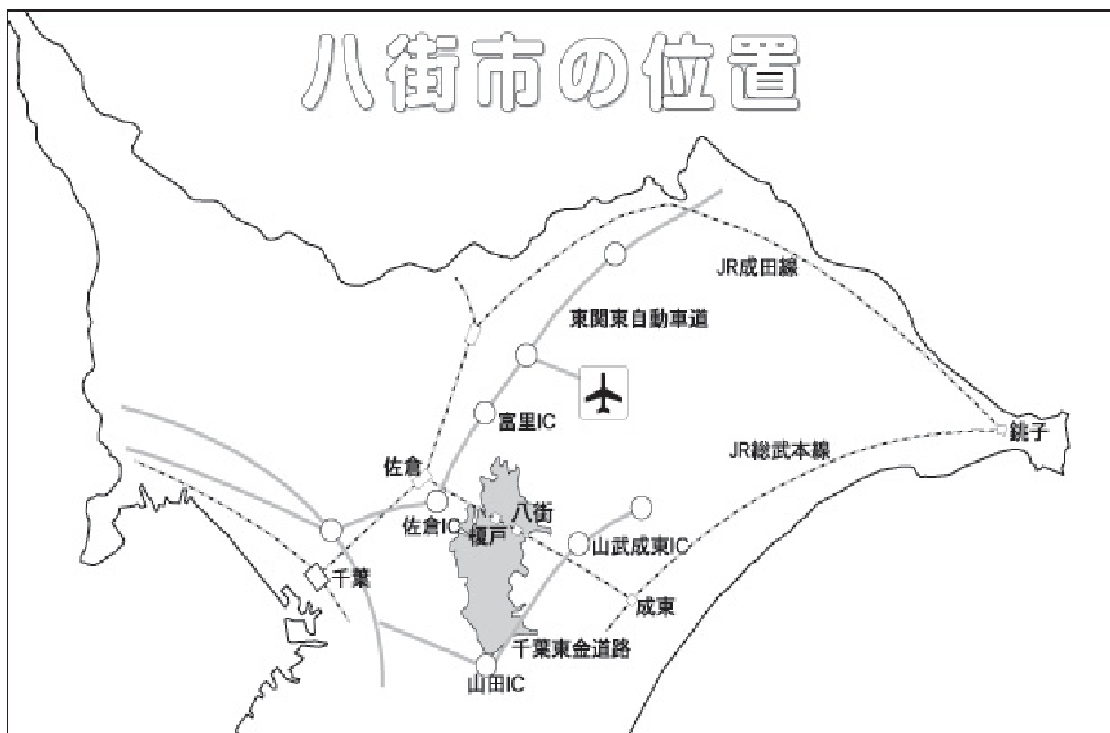 八街市の位置
JR成田線
東関東自動車道
富里IC
銚子
JR総武本線
佐倉
佐倉IC
八街
榎戸
山武成東IC
千葉
成東
千葉東金道路
山田IC